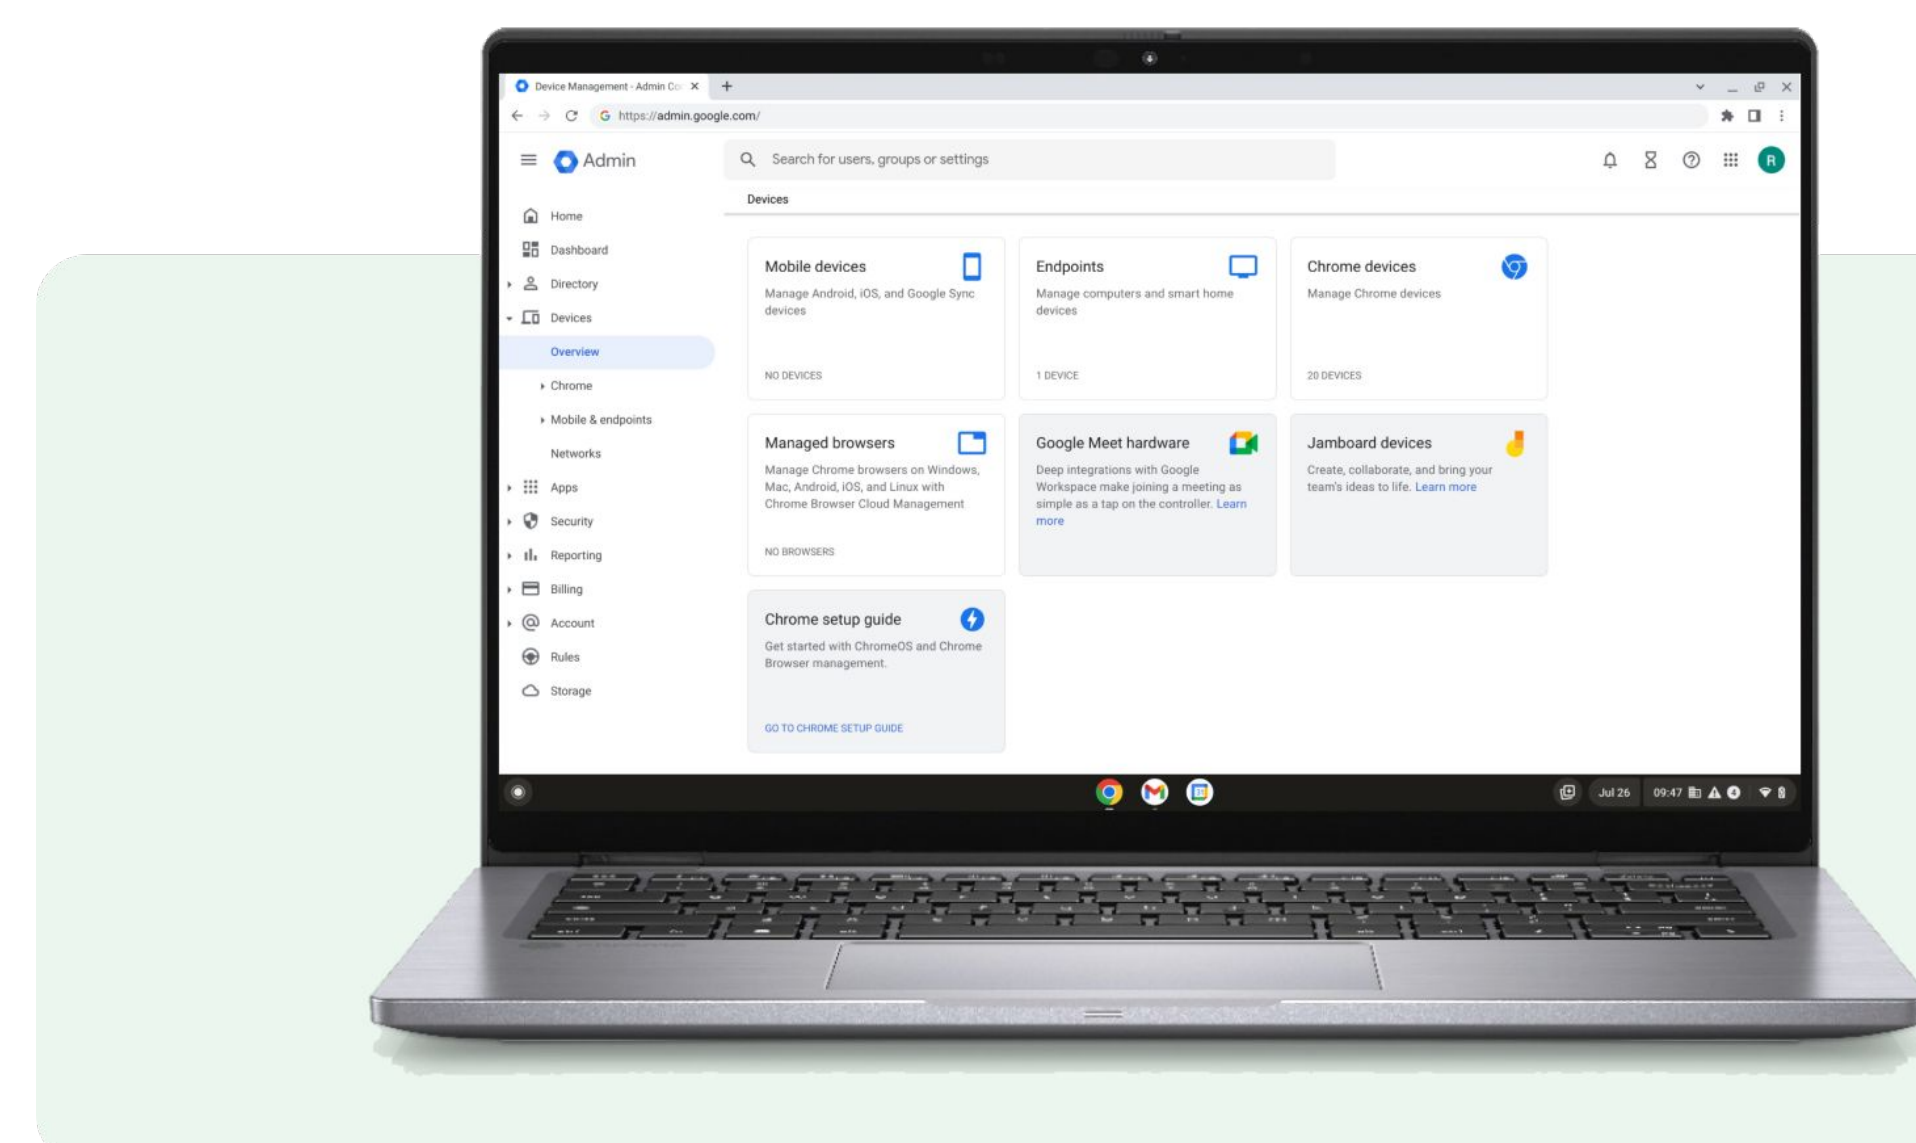 Device Management - Admin Co
https://admin.google.com/
Admin
Search for users, groups or settings
R
Devices
Home
Dashboard
Directory
Devices
Overview
Chrome
Mobile & endpoints
Networks
Apps
Security
Reporting
Billing
Account
Rules
Storage
Mobile devices
Manage Android, iOS, and Google Sync
devices
NO DEVICES
Endpoints
Manage computers and smart home
devices
1 DEVICE
Chrome devices
Manage Chrome devices
20 DEVICES
Managed browsers
Manage Chrome browsers on Windows,
Mac, Android, iOS, and Linux with
Chrome Browser Cloud Management
NO BROWSERS
Google Meet hardware
Deep integrations with Google
Workspace make joining a meeting as
simple as a tap on the controller. Learn
more
Jamboard devices
Create, collaborate, and bring your
team's ideas to life. Learn more
Chrome setup guide
Get started with ChromeOS and Chrome
Browser management.
GO TO CHROME SETUP GUIDE
Jul 26
09:47